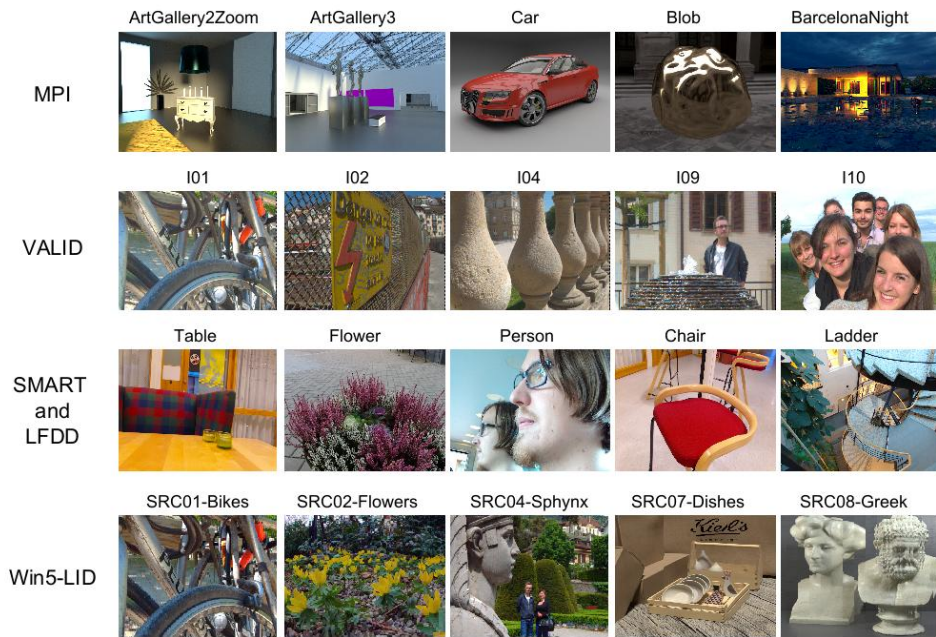 ArtGallery2Zoom ArtGallery3 Car Blob BarcelonaNight
MPI
I01 I02 I04 I09 I10
VALID
Danger
Table Flower Person Chair Ladder
SMART
and
LFDD
SRC01-Bikes SRC02-Flowers SRC04-Sphynx SRC07-Dishes SRC08-Greek
Kiehl's
Win5-LID